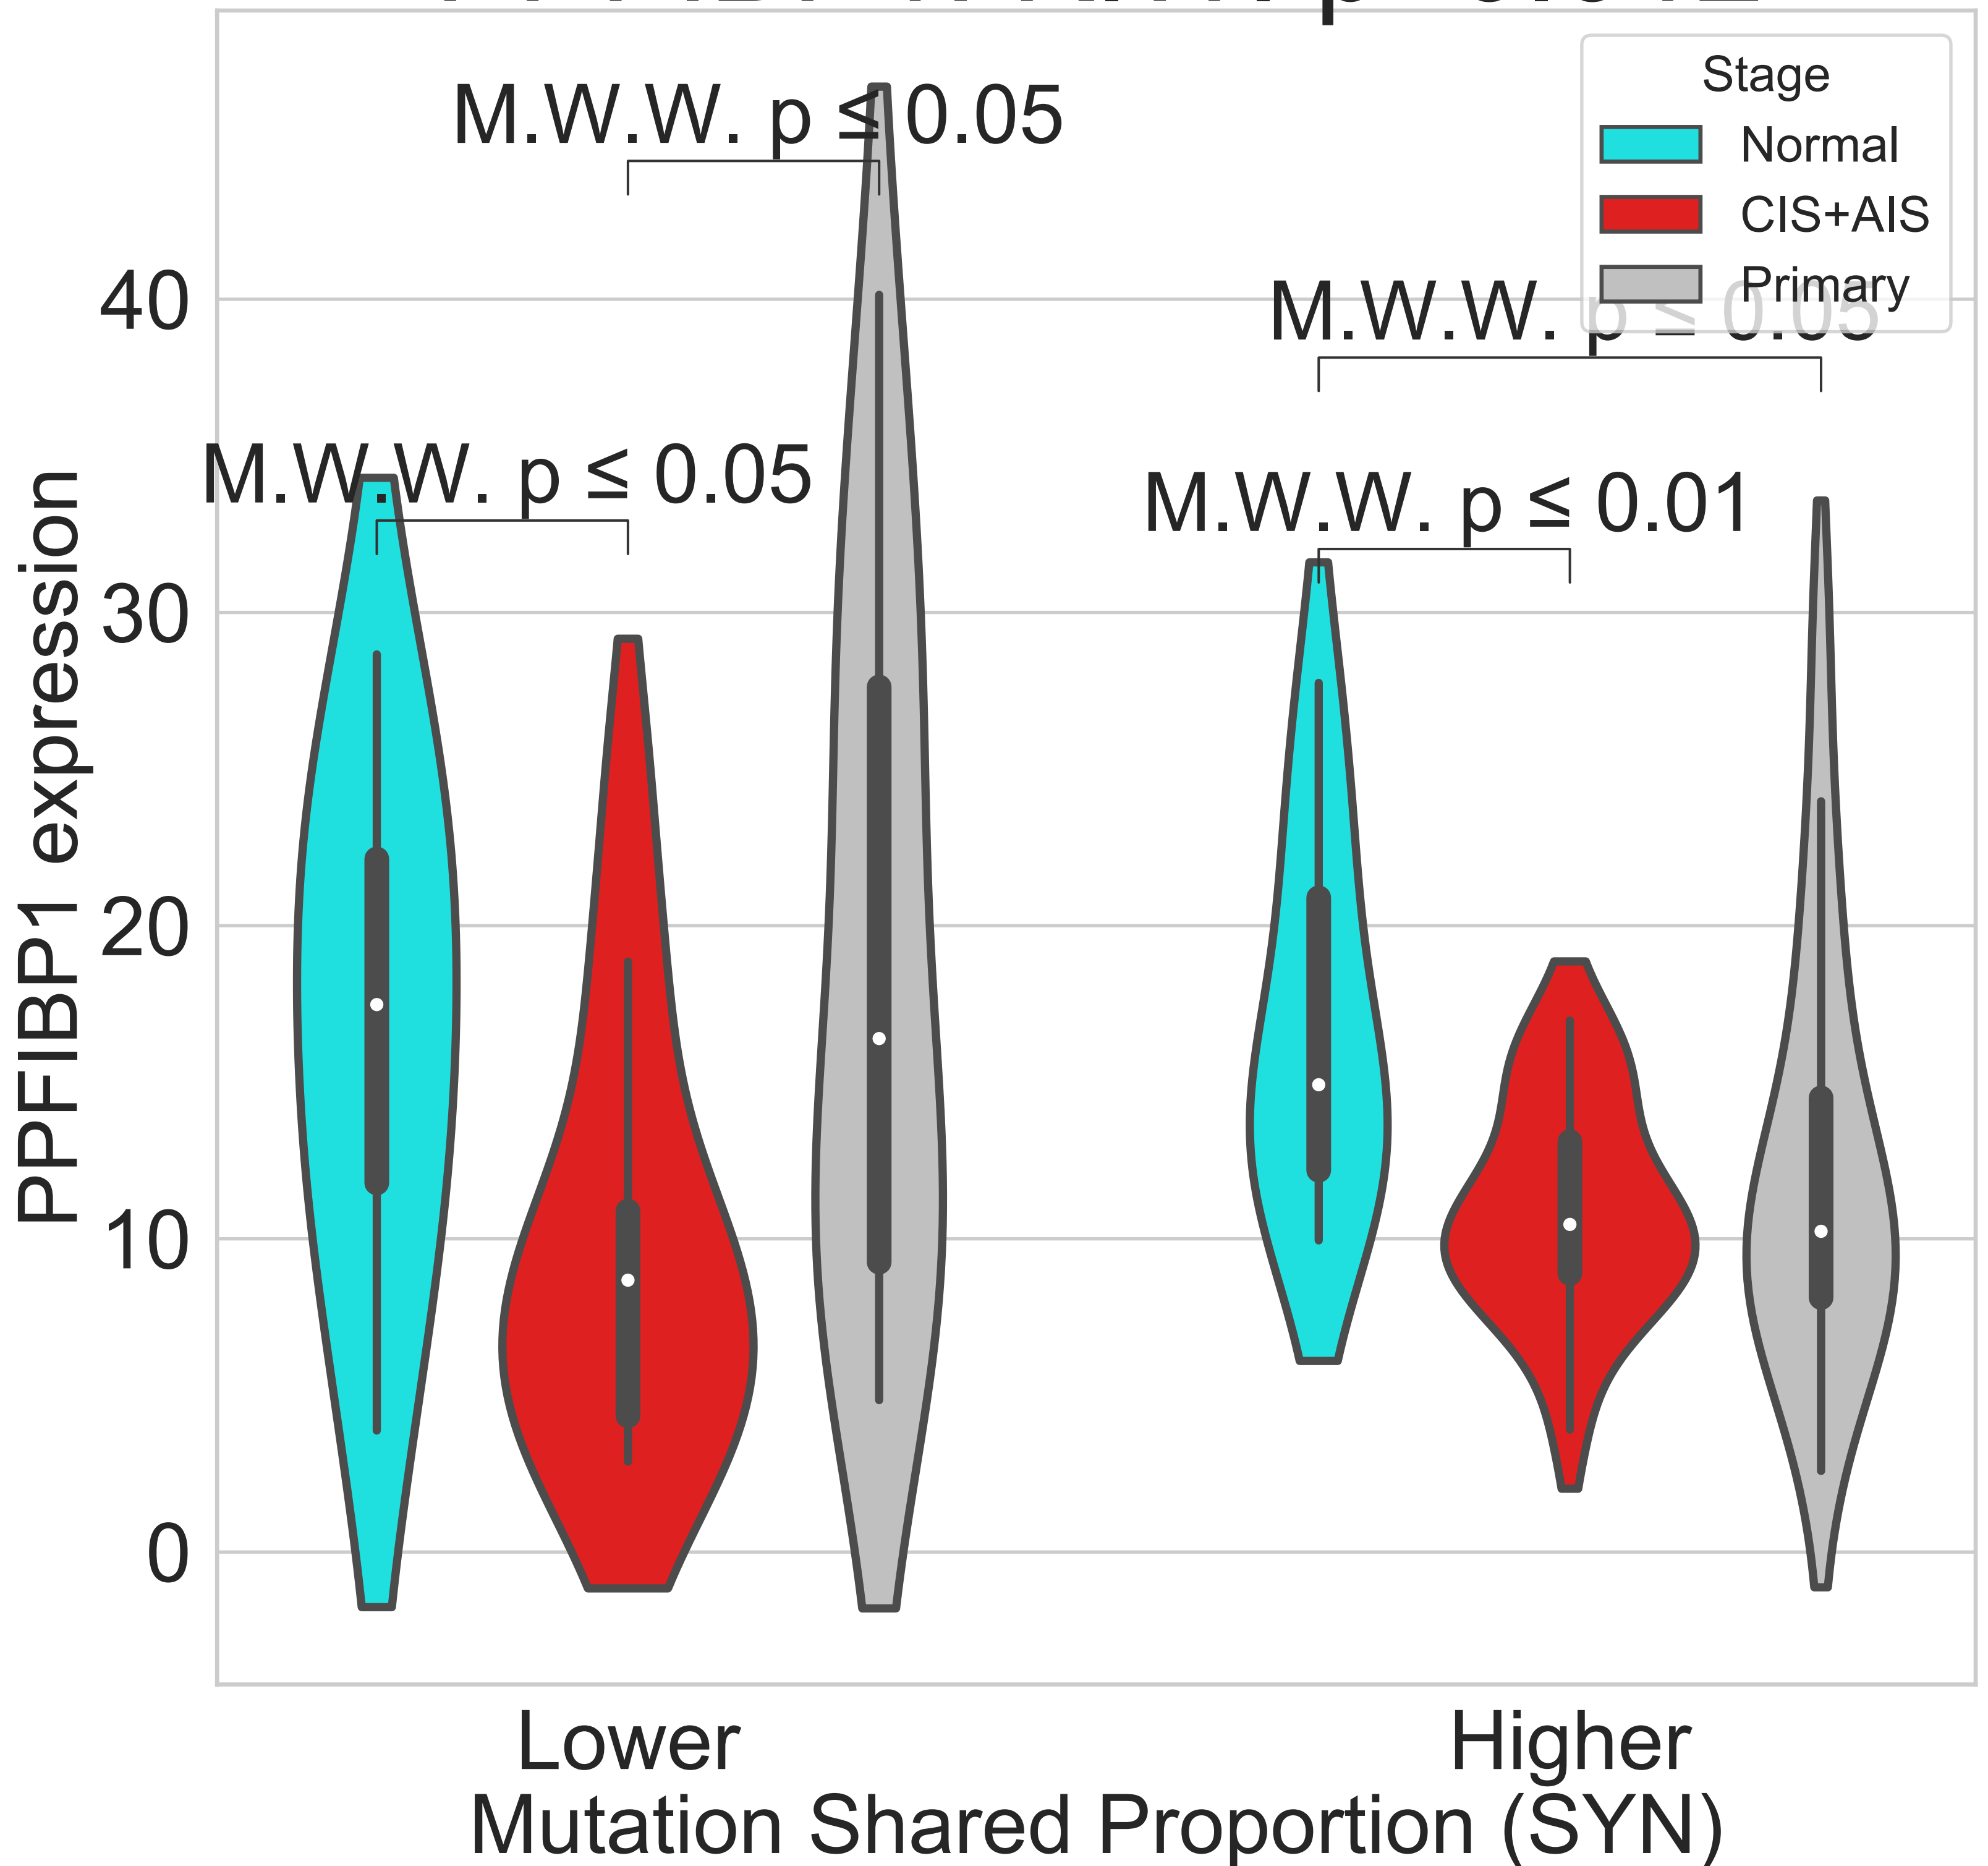 Stage
Normal
CIS+AIS
Primary
M.W.W. p ≤ 0.05
M.W.W. p ≤ 0.05
M.W.W. p ≤ 0.05
M.W.W. p ≤ 0.01
PPFIBP1 expression
40
30
20
10
0
Lower
Higher
Mutation Shared Proportion (SYN)